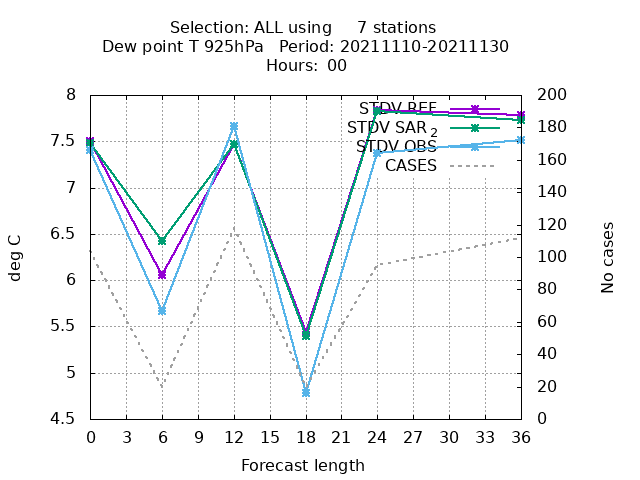 Selection: ALL using 7 stations
Dew point T 925hPa Period: 20211110-20211130
Hours: 00
8 200
STDV REF
7.5 STDV SAR 2 180
STDV OBS 160
7 CASES 140
6.5 120
deg C 6 100 No cases
80
5.5 60
5 40
20
4.5 0
0 3 6 9 12 15 18 21 24 27 30 33 36
Forecast length